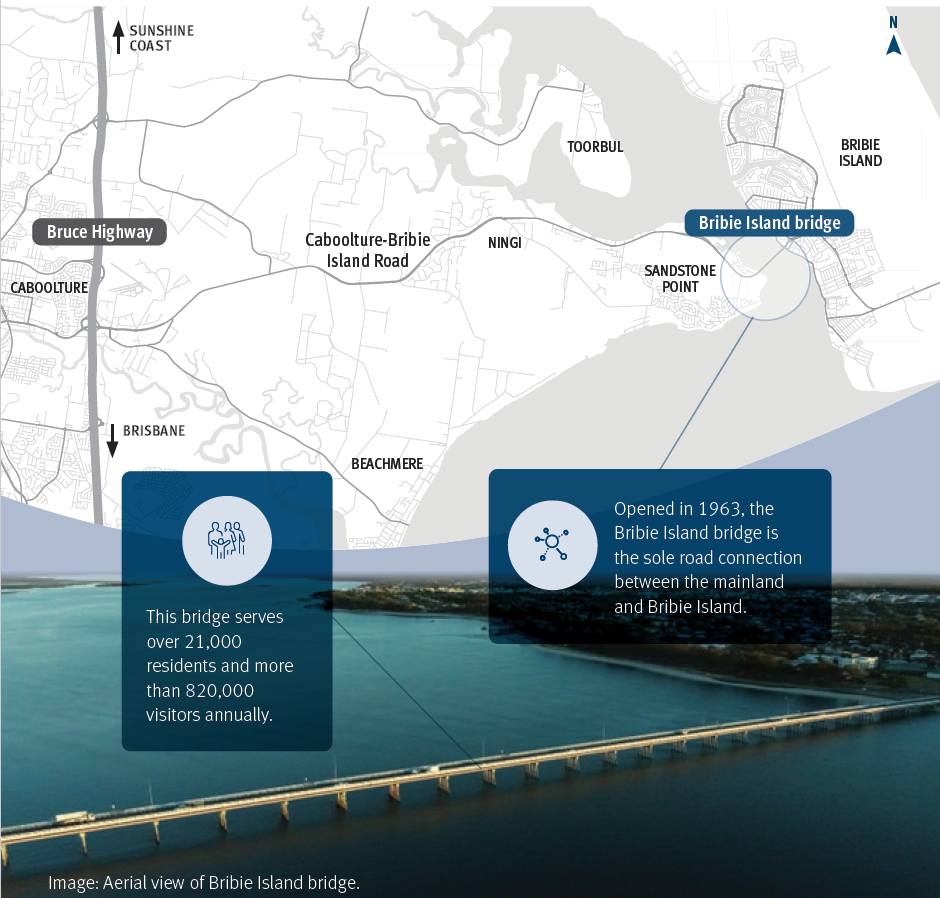 SUNSHINE
COAST
N
TOORBUL
BRIBIE
ISLAND
Bruce Highway
Bribie Island bridge
Caboolture-Bribie
Island Road
NINGI
CABOOLTURE
SANDSTONE
POINT
BRISBANE
BEACHMERE
This bridge serves
over 21,000
residents and more
than 820,000
visitors annually.
Opened in 1963, the
Bribie Island bridge is
the sole road connection
between the mainland
and Bribie Island.
Image: Aerial view of Bribie Island bridge.